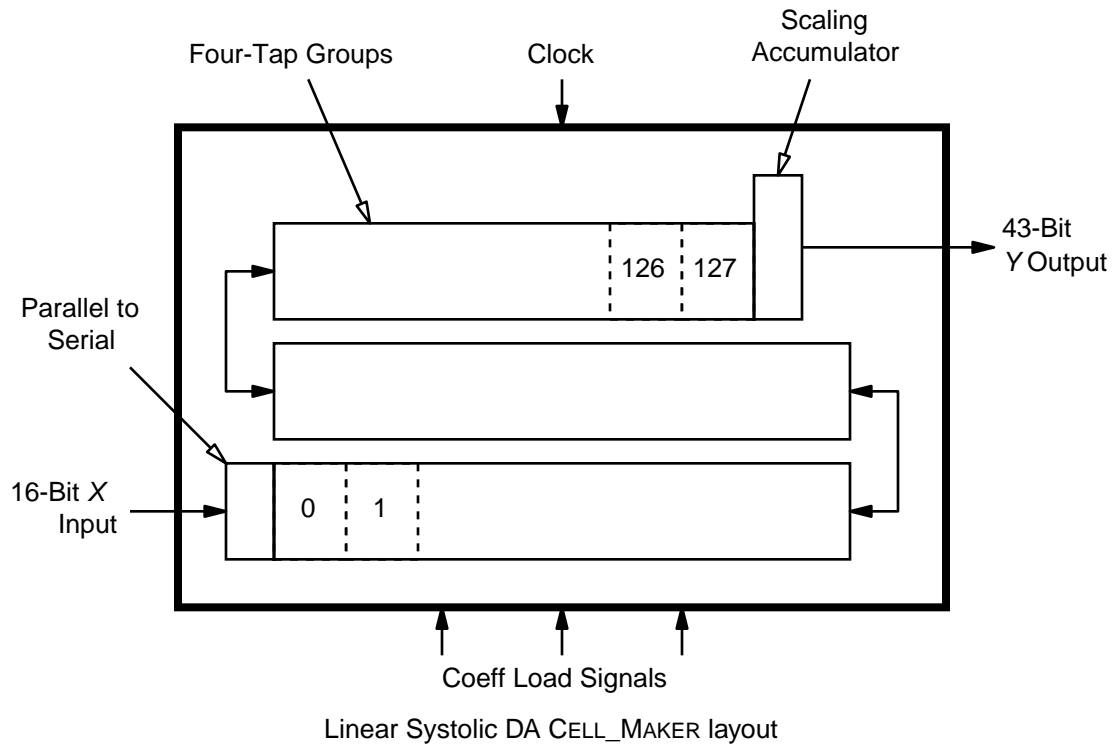 Scaling
Accumulator
Four-Tap Groups
Clock
43-Bit
Y Output
126
127
Parallel to
Serial
16-Bit X
Input
0
1
Coeff Load Signals
Linear Systolic DA CELL_MAKER layout